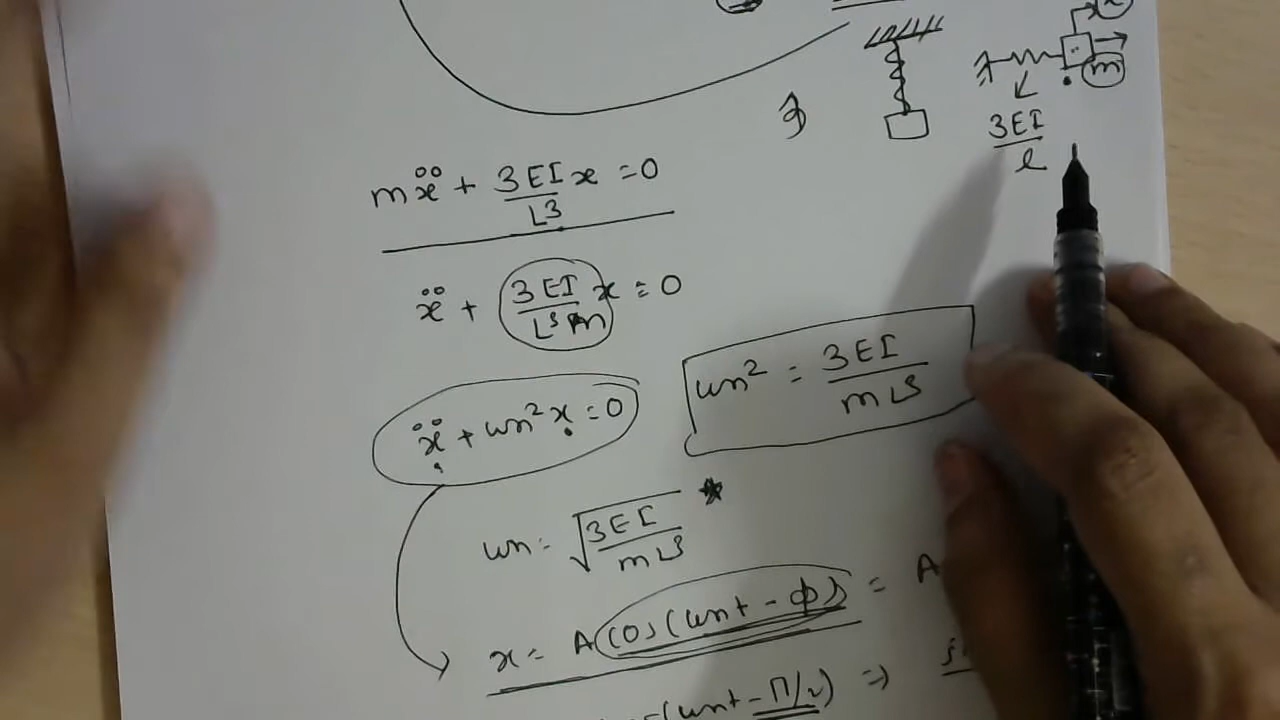 x
m
3EI
l
mẍ + 3EI/L³ x = 0
ẍ + 3EI/L³m x = 0
ẍ + ωn²x = 0
ωn² = 3EI/mL³
ωn = √3EI/mL³ *
x = A cos(ωnt - φ) = A
(ωnt - π/2) ⇒